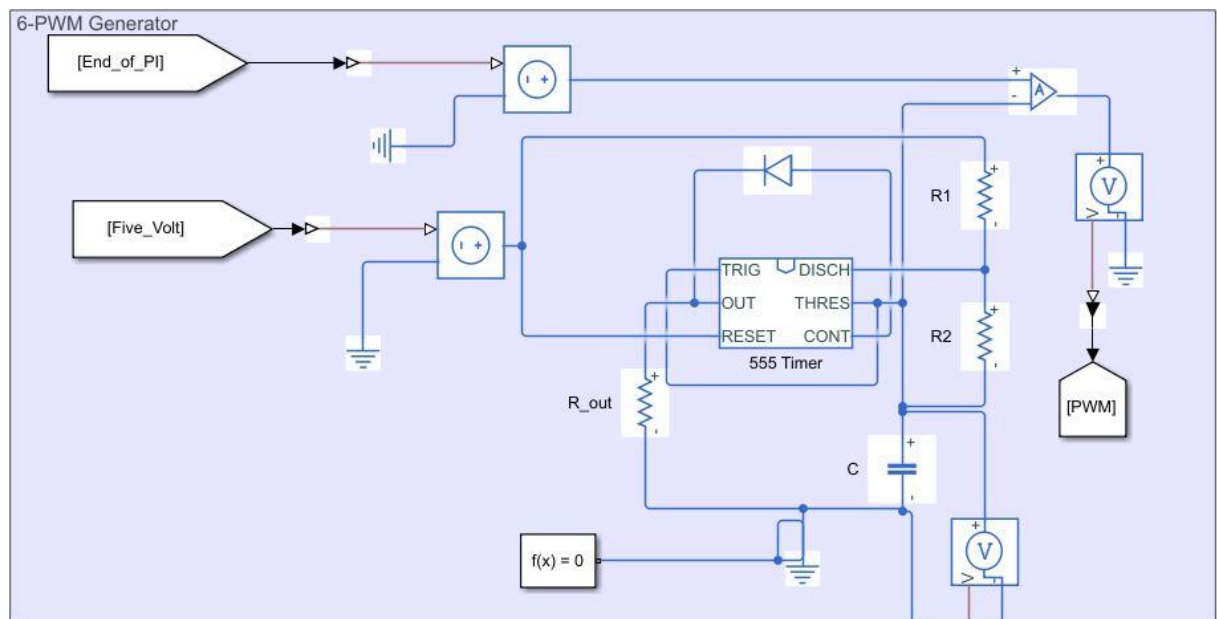 6-PWM Generator
[End_of_PI]
- +
+
-
A
+
V
V
[Five_Volt]
- +
R1
+
-
TRIG
DISCH
OUT
THRES
RESET
CONT
555 Timer
R2
+
-
R_out
+
-
[PWM]
C
+
-
f(x) = 0
+
V
V